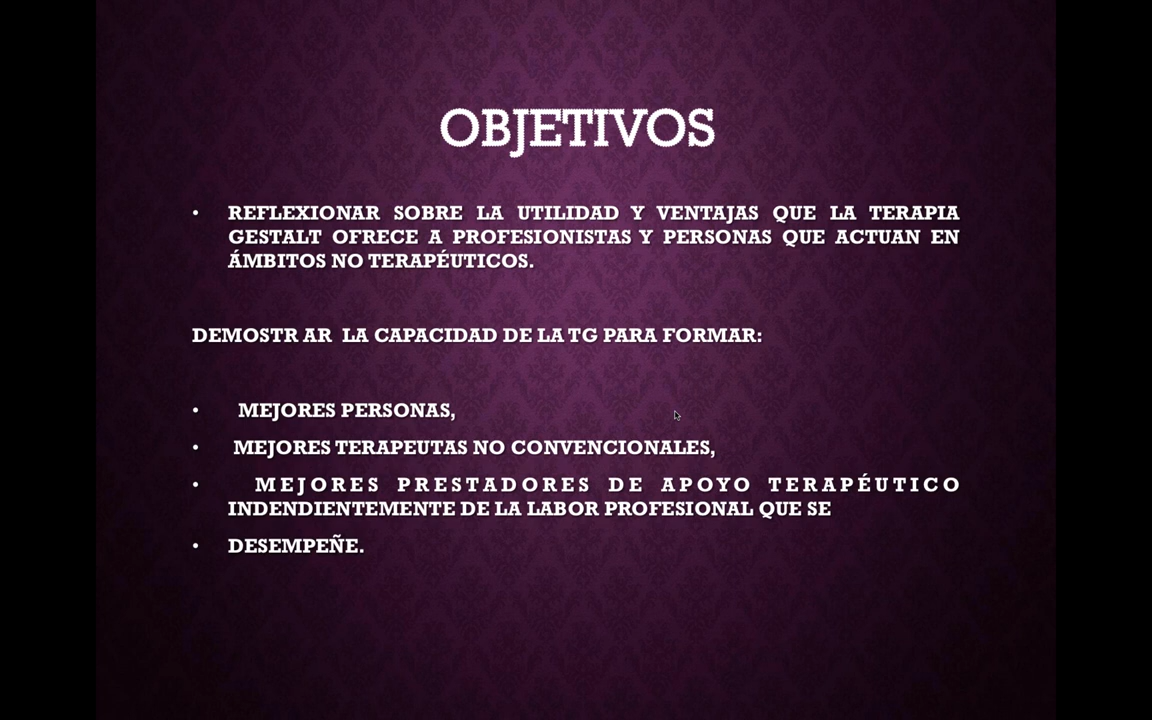 OBJETIVOS
• REFLEXIONAR SOBRE LA UTILIDAD Y VENTAJAS QUE LA TERAPIA
GESTALT OFRECE A PROFESIONISTAS Y PERSONAS QUE ACTUAN EN
ÁMBITOS NO TERAPÉUTICOS.
DEMOSTR AR LA CAPACIDAD DE LA TG PARA FORMAR:
• MEJORES PERSONAS,
• MEJORES TERAPEUTAS NO CONVENCIONALES,
• MEJORES PRESTADORES DE APOYO TERAPÉUTICO
INDENDIENTEMENTE DE LA LABOR PROFESIONAL QUE SE
• DESEMPEÑE.